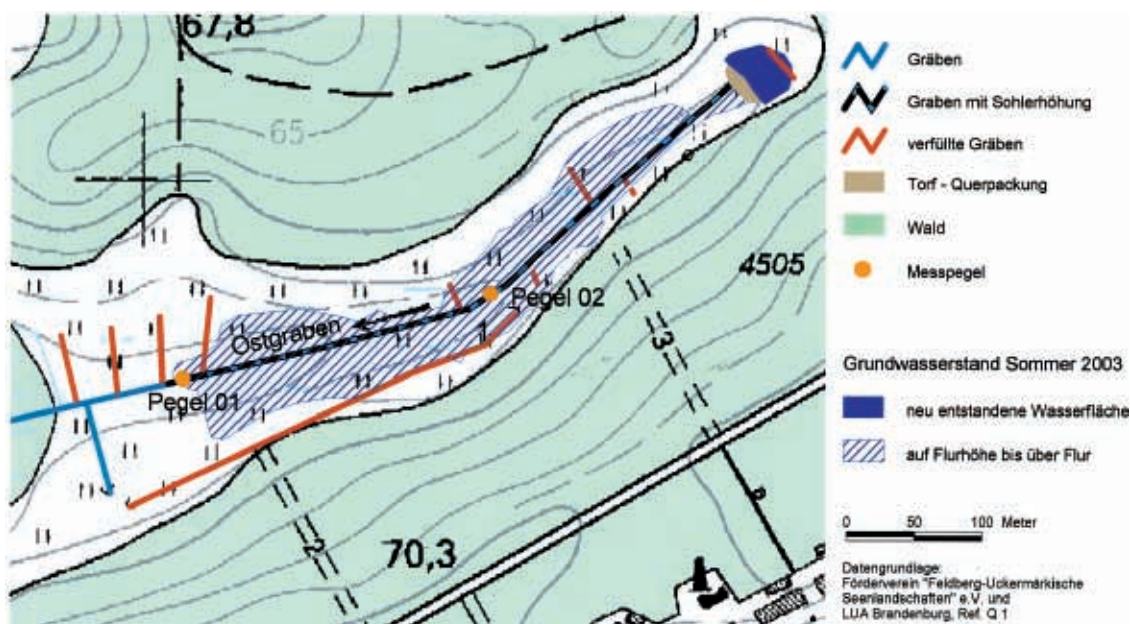 67,8
65
4505
Ostgraben
Pegel 02
Pegel 01
3
2
70,3
Gräben
Graben mit Sohlerhöhung
verfüllte Gräben
Torf - Querpackung
Wald
Messpegel
Grundwasserstand Sommer 2003
neu entstandene Wasserfläche
auf Flurhöhe bis über Flur
0 50 100 Meter
Datengrundlage:
Förderverein "Feldberg-Uckermärkische
Seenlandschaften" e.V. und
LUA Brandenburg, Ref. Q 1